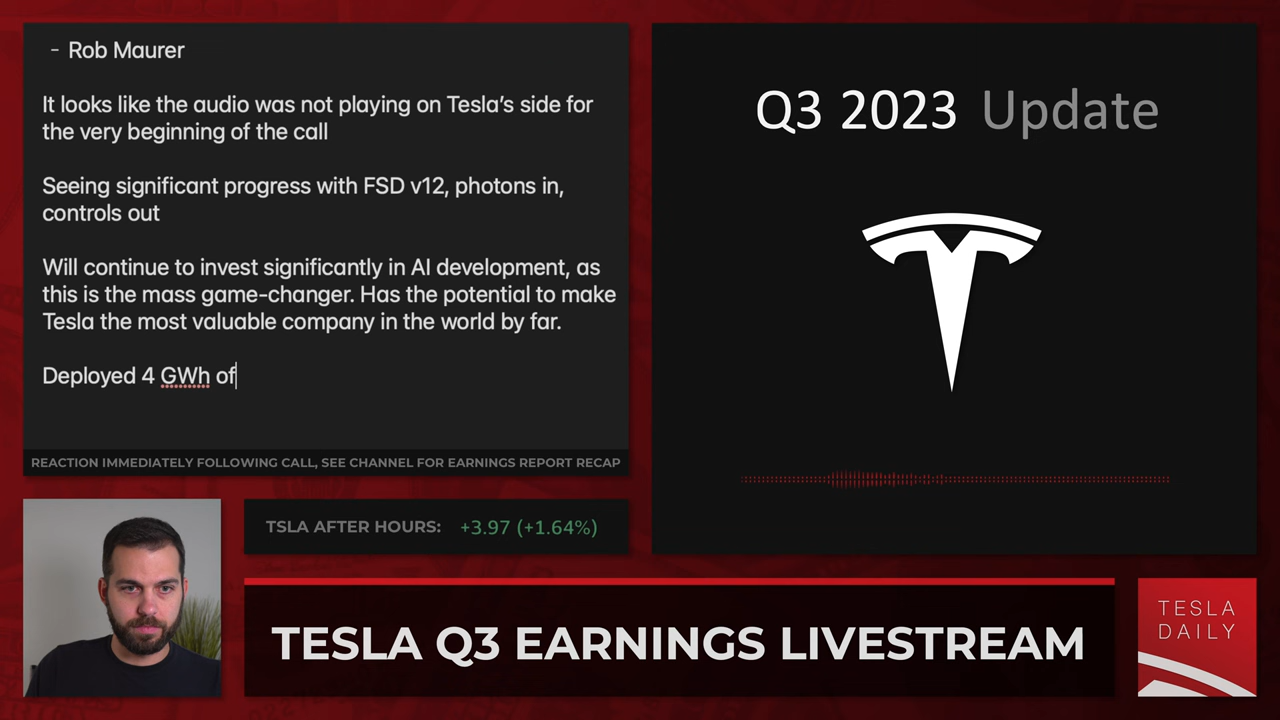 - Rob Maurer
It looks like the audio was not playing on Tesla's side for
the very beginning of the call
Seeing significant progress with FSD v12, photons in,
controls out
Will continue to invest significantly in AI development, as
this is the mass game-changer. Has the potential to make
Tesla the most valuable company in the world by far.
Deployed 4 GWh of
REACTION IMMEDIATELY FOLLOWING CALL, SEE CHANNEL FOR EARNINGS REPORT RECAP
Q3 2023 Update
TSLA AFTER HOURS: +3.97 (+1.64%)
TESLA Q3 EARNINGS LIVESTREAM
TESLA
DAILY